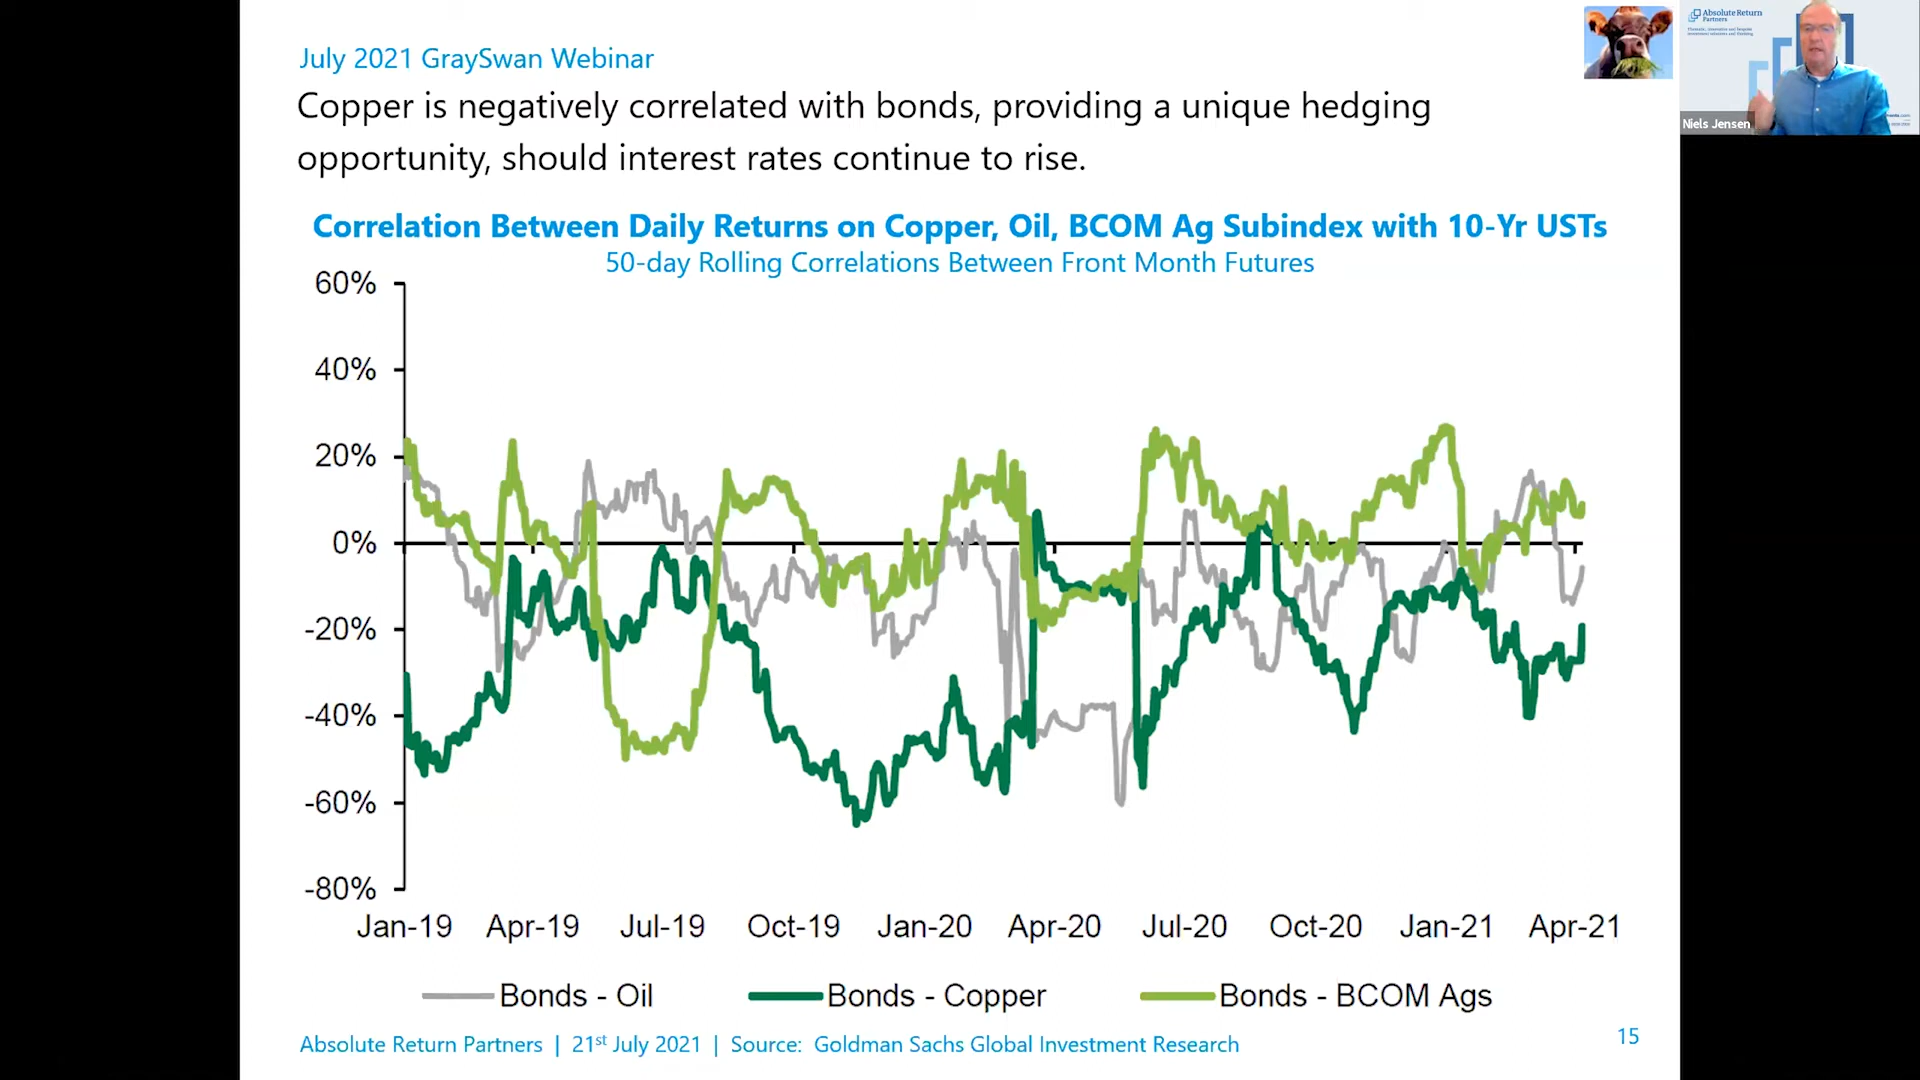 July 2021 GraySwan Webinar
Copper is negatively correlated with bonds, providing a unique hedging
opportunity, should interest rates continue to rise.
Absolute Return
Partners
Niels Jensen
Correlation Between Daily Returns on Copper, Oil, BCOM Ag Subindex with 10-Yr USTs
50-day Rolling Correlations Between Front Month Futures
60%
40%
20%
0%
-20%
-40%
-60%
-80%
Jan-19 Apr-19 Jul-19 Oct-19 Jan-20 Apr-20 Jul-20 Oct-20 Jan-21 Apr-21
Bonds - Oil Bonds - Copper Bonds - BCOM Ags
Absolute Return Partners | 21st July 2021 | Source: Goldman Sachs Global Investment Research
15